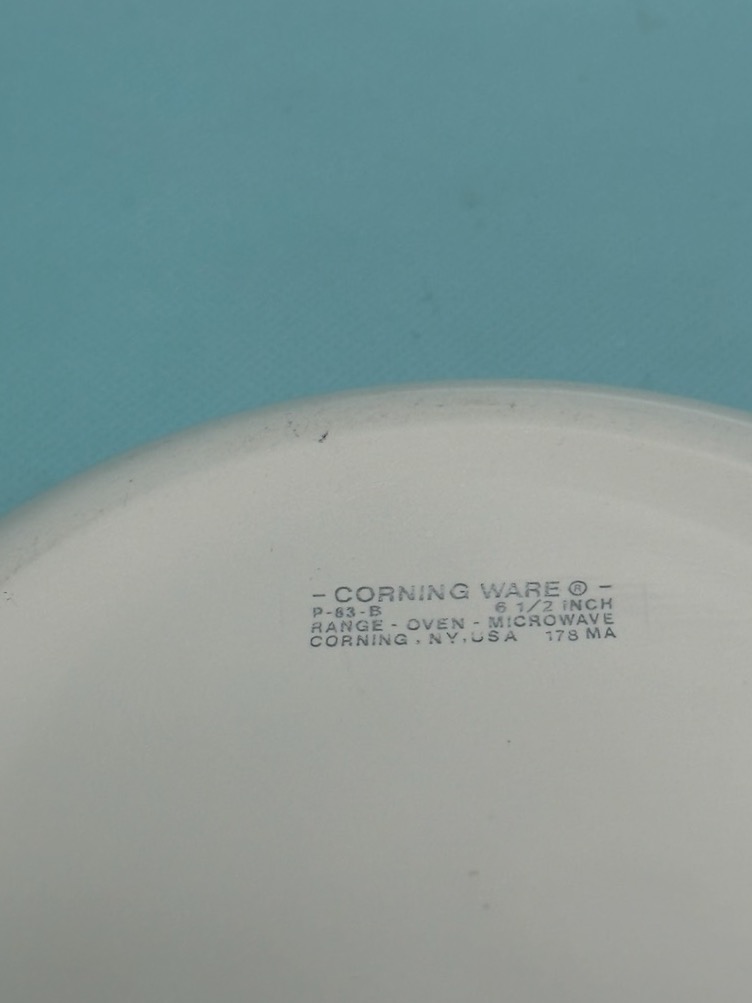 - CORNING WARE ® -
P-83-B 6 1/2 INCH
RANGE - OVEN - MICROWAVE
CORNING, NY, USA 178 MA